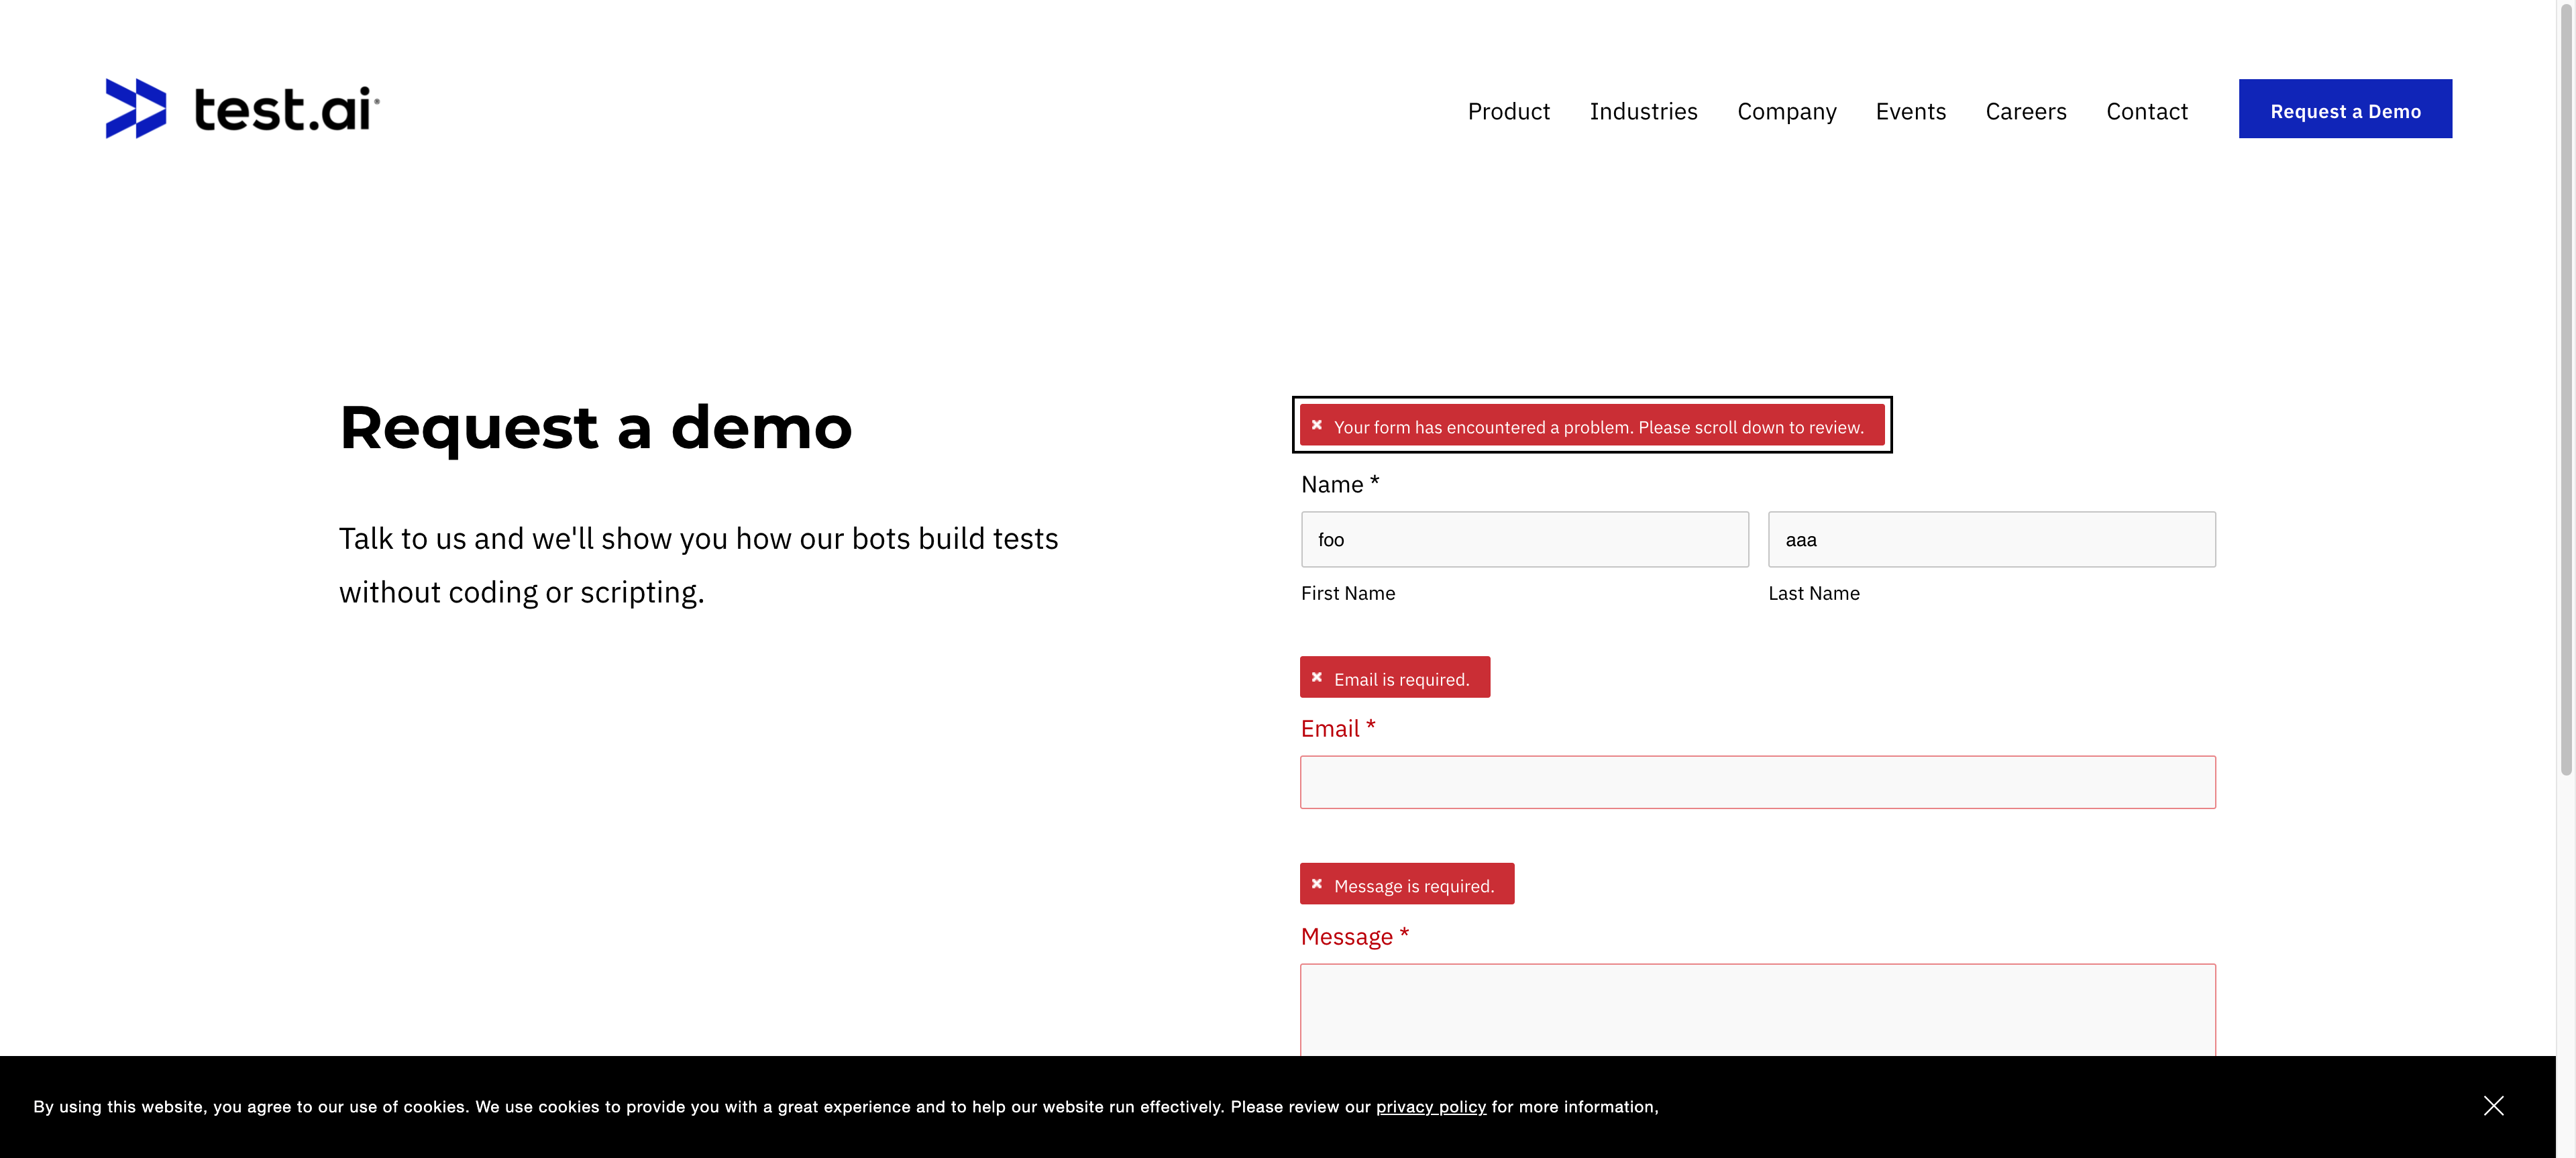 test.ai
Product Industries Company Events Careers Contact Request a Demo
Request a demo
Talk to us and we'll show you how our bots build tests
without coding or scripting.
Your form has encountered a problem. Please scroll down to review.
Name *
foo aaa
First Name Last Name
Email is required.
Email *
Message is required.
Message *
By using this website, you agree to our use of cookies. We use cookies to provide you with a great experience and to help our website run effectively. Please review our privacy policy for more information,